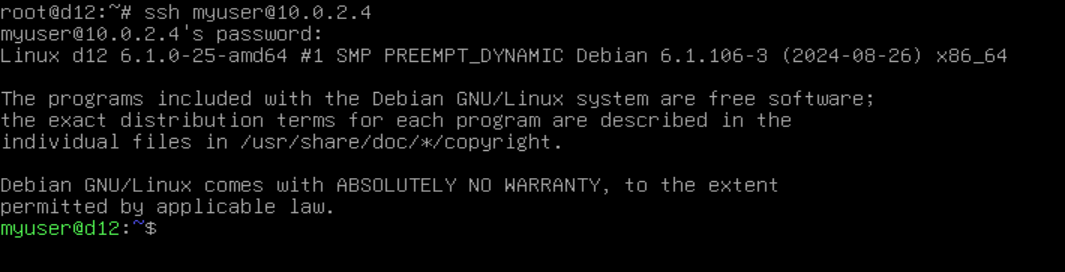 root@d12:~# ssh myuser@10.0.2.4
myuser@10.0.2.4's password:
Linux d12 6.1.0-25-amd64 #1 SMP PREEMPT_DYNAMIC Debian 6.1.106-3 (2024-08-26) x86_64

The programs included with the Debian GNU/Linux system are free software;
the exact distribution terms for each program are described in the
individual files in /usr/share/doc/*/copyright.

Debian GNU/Linux comes with ABSOLUTELY NO WARRANTY, to the extent
permitted by applicable law.
myuser@d12:~$